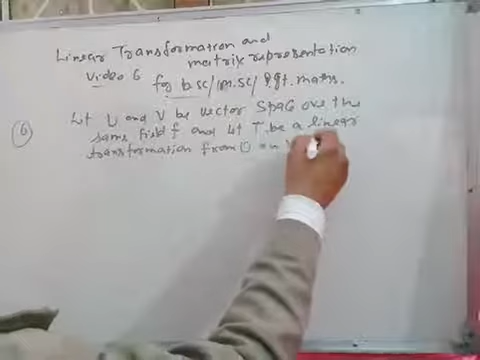 Linear Transformation and
matrix representation
Video 6 for b.sc/m.sc/P.gt. maths.
(6) Let U and V be vector space over the
same field f and let T be a linear
transformation from U